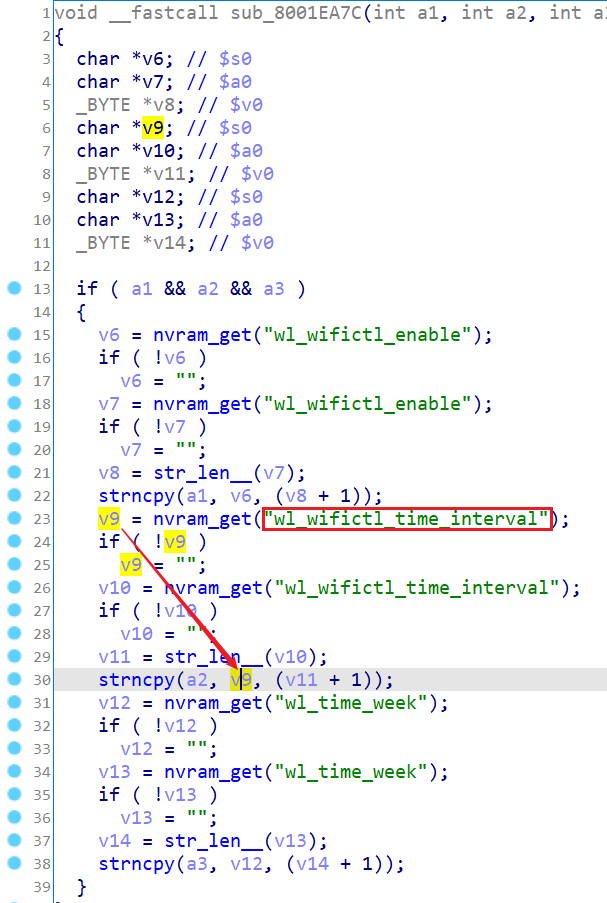 1 void __fastcall sub_8001EA7C(int a1, int a2, int a
2 {
3 char *v6; // $s0
4 char *v7; // $a0
5 _BYTE *v8; // $v0
6 char *v9; // $s0
7 char *v10; // $a0
8 _BYTE *v11; // $v0
9 char *v12; // $s0
10 char *v13; // $a0
11 _BYTE *v14; // $v0
12
13 if ( a1 && a2 && a3 )
14 {
15 v6 = nvram_get("wl_wifictl_enable");
16 if ( !v6 )
17 v6 = "";
18 v7 = nvram_get("wl_wifictl_enable");
19 if ( !v7 )
20 v7 = "";
21 v8 = str_len__(v7);
22 strncpy(a1, v6, (v8 + 1));
23 v9 = nvram_get("wl_wifictl_time_interval");
24 if ( !v9 )
25 v9 = "";
26 v10 = nvram_get("wl_wifictl_time_interval");
27 if ( !v10 )
28 v10 = "";
29 v11 = str_len__(v10);
30 strncpy(a2, v9, (v11 + 1));
31 v12 = nvram_get("wl_time_week");
32 if ( !v12 )
33 v12 = "";
34 v13 = nvram_get("wl_time_week");
35 if ( !v13 )
36 v13 = "";
37 v14 = str_len__(v13);
38 strncpy(a3, v12, (v14 + 1));
39 }